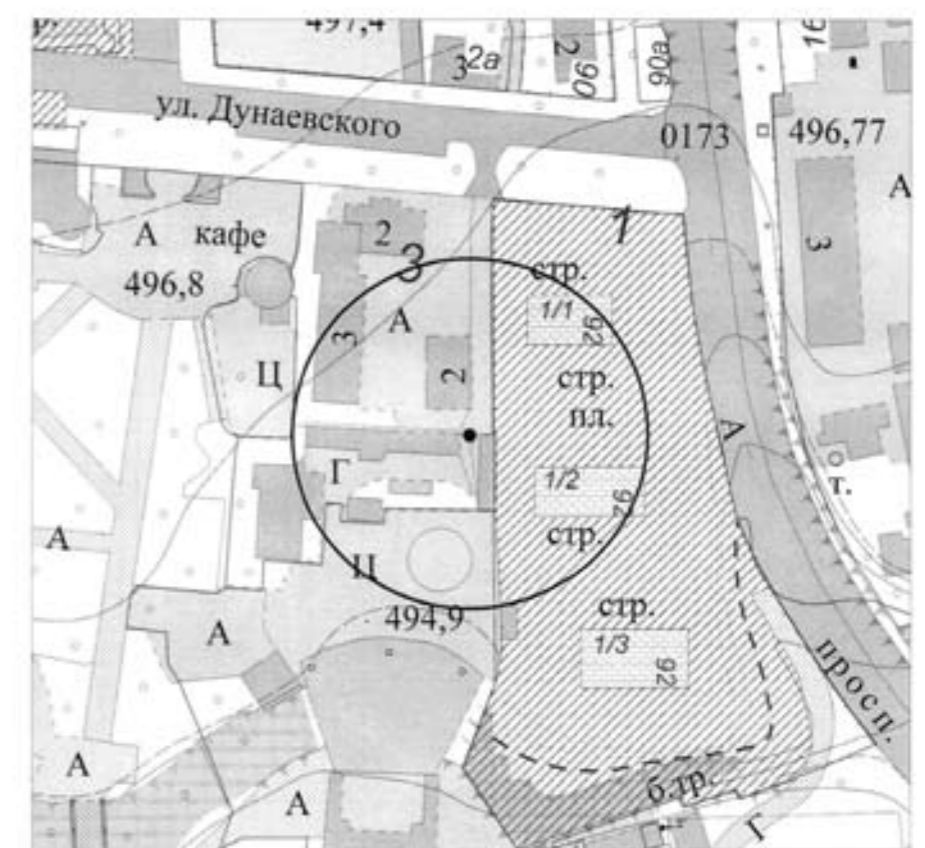 497,4
2а
3
90
2
90а
16
ул. Дунаевского
0173
496,77
А
А
кафе
2
3
1
496,8
стр.
1/1
92
А
3
3
Ц
2
стр.
пл.
А
Г
1/2
92
т.
А
стр.
Ц
494,9
стр.
А
1/3
92
просп.
А
А
б.тр.
Г